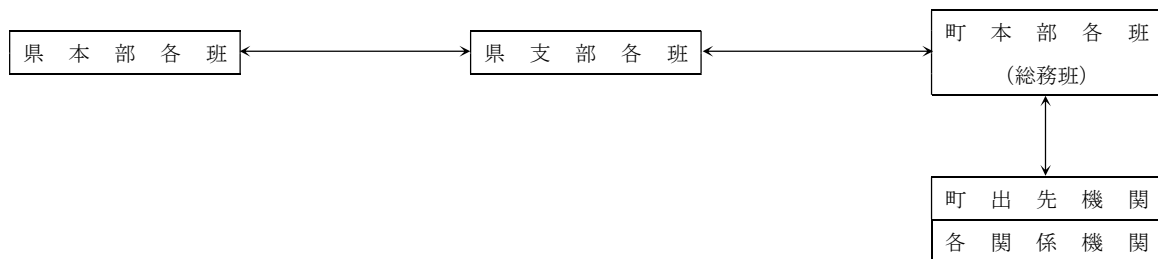 県本部各班
県支部各班
町本部各班
（総務班）
町出先機関
各関係機関